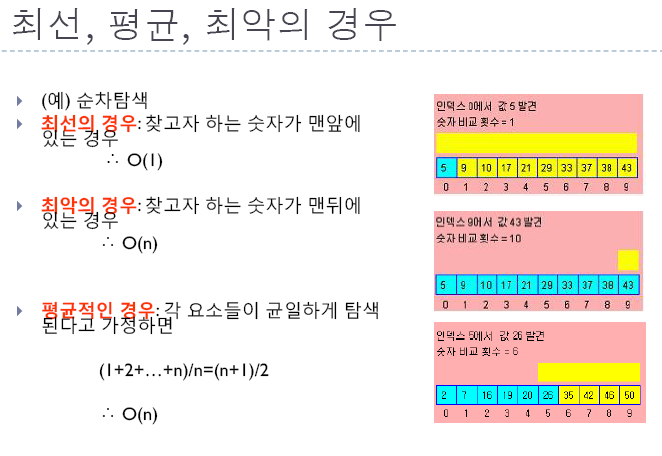 최선, 평균, 최악의 경우
(예) 순차탐색
최선의 경우: 찾고자 하는 숫자가 맨앞에
있는 경우
∴ O(1)
최악의 경우: 찾고자 하는 숫자가 맨뒤에
있는 경우
∴ O(n)
평균적인 경우: 각 요소들이 균일하게 탐색
된다고 가정하면
(1+2+…+n)/n=(n+1)/2
∴ O(n)
인덱스 0에서 값 5 발견
숫자 비교 횟수 = 1
5 9 10 17 21 29 33 37 38 43
0 1 2 3 4 5 6 7 8 9
인덱스 9에서 값 43 발견
숫자 비교 횟수 = 10
5 9 10 17 21 29 33 37 38 43
0 1 2 3 4 5 6 7 8 9
인덱스 5에서 값 26 발견
숫자 비교 횟수 = 6
2 7 16 19 20 26 35 42 46 50
0 1 2 3 4 5 6 7 8 9